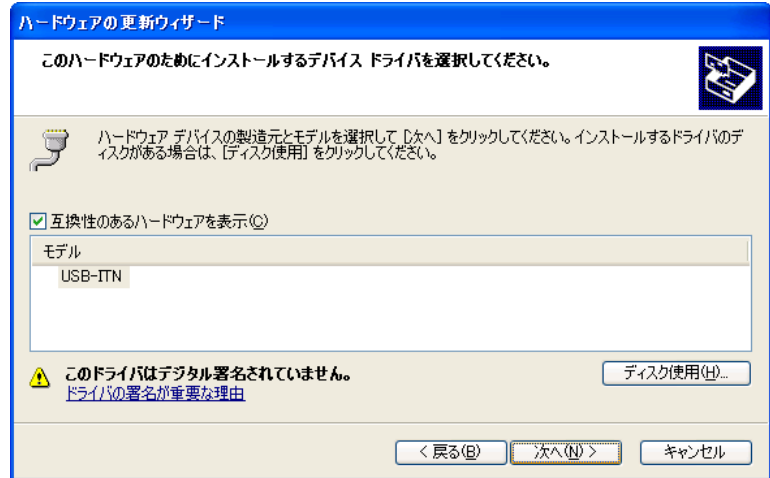 ハードウェアの更新ウィザード
このハードウェアのためにインストールするデバイス ドライバを選択してください。
ハードウェア デバイスの製造元とモデルを選択して [次へ] をクリックしてください。インストールするドライバのデ
ィスクがある場合は、[ディスク使用] をクリックしてください。
互換性のあるハードウェアを表示(C)
モデル
USB-ITN
このドライバはデジタル署名されていません。
ドライバの署名が重要な理由
ディスク使用(H)...
< 戻る(B)
次へ(N) >
キャンセル